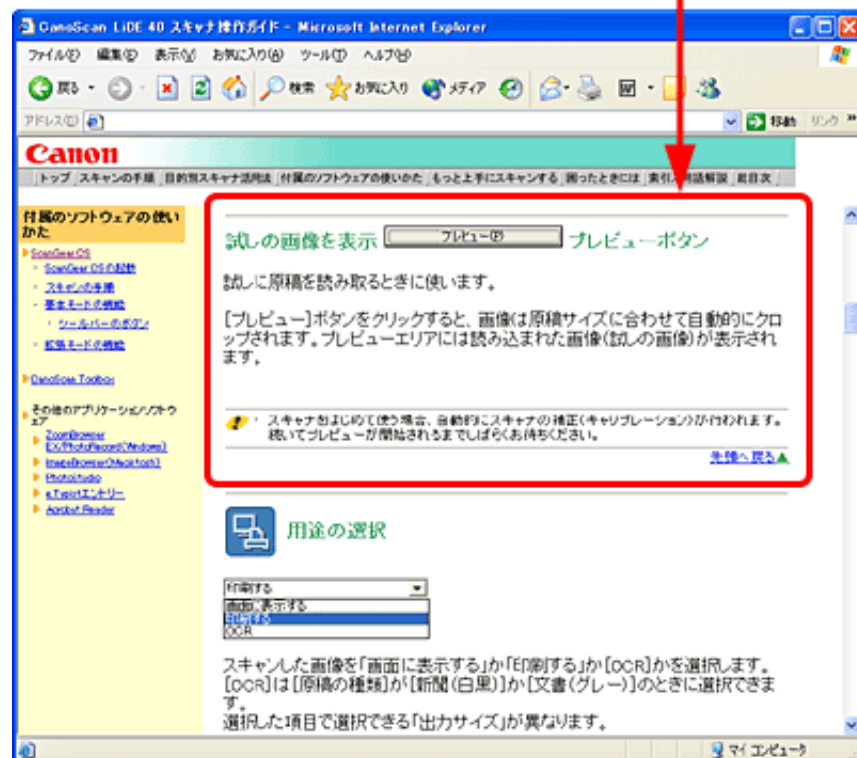 CanoScan LiDE 40 スキャナ操作ガイド - Microsoft Internet Explorer
ファイル(F) 編集(E) 表示(V) お気に入り(A) ツール(T) ヘルプ(H)
戻る 検索 お気に入り メディア
アドレス(D) 移動 リンク »
Canon
トップ スキャンの手順 目的別スキャナ活用法 付属のソフトウェアの使いかた もっと上手にスキャンする 困ったときには 索引 用語解説 総目次
付属のソフトウェアの使いかた
ScanGear CS
ScanGear CSの起動
スキャンの手順
基本モードの機能
ツールバーのボタン
拡張モードの機能
CanoScan Toolbox
その他のアプリケーションソフトウェア
ZoomBrowser
EX/PhotoRecord(Windows)
ImageBrowser(Macintosh)
PhotoStudio
e.Typistエントリー
Acrobat Reader
試しの画像を表示 プレビュー(P) プレビューボタン
試しに原稿を読み取るときに使います。
[プレビュー]ボタンをクリックすると、画像は原稿サイズに合わせて自動的にクロ
ップされます。プレビューエリアには読み込まれた画像(試しの画像)が表示され
ます。
・ スキャナをはじめて使う場合、自動的にスキャナの補正(キャリブレーション)が行われます。
続いてプレビューが開始されるまでしばらくお待ちください。
先頭へ戻る▲
用途の選択
印刷する
画面に表示する
印刷する
OCR
スキャンした画像を「画面に表示する」か「印刷する」か[OCR]かを選択します。
[OCR]は[原稿の種類]が[新聞(白黒)]か[文書(グレー)]のときに選択できま
す。
選択した項目で選択できる「出力サイズ」が異なります。
マイ コンピュータ